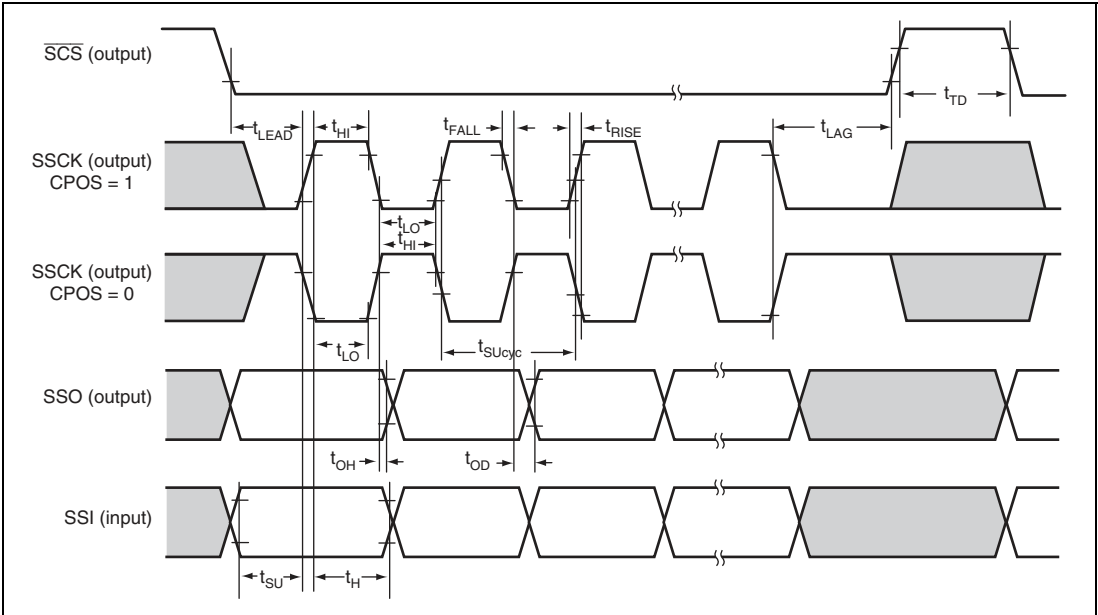 SCS (output)
tTD
tLEAD
tHI
tFALL
tRISE
tLAG
SSCK (output)
CPOS = 1
tLO
tHI
SSCK (output)
CPOS = 0
tLO
tSUcyc
SSO (output)
tOH
tOD
SSI (input)
tSU
tH